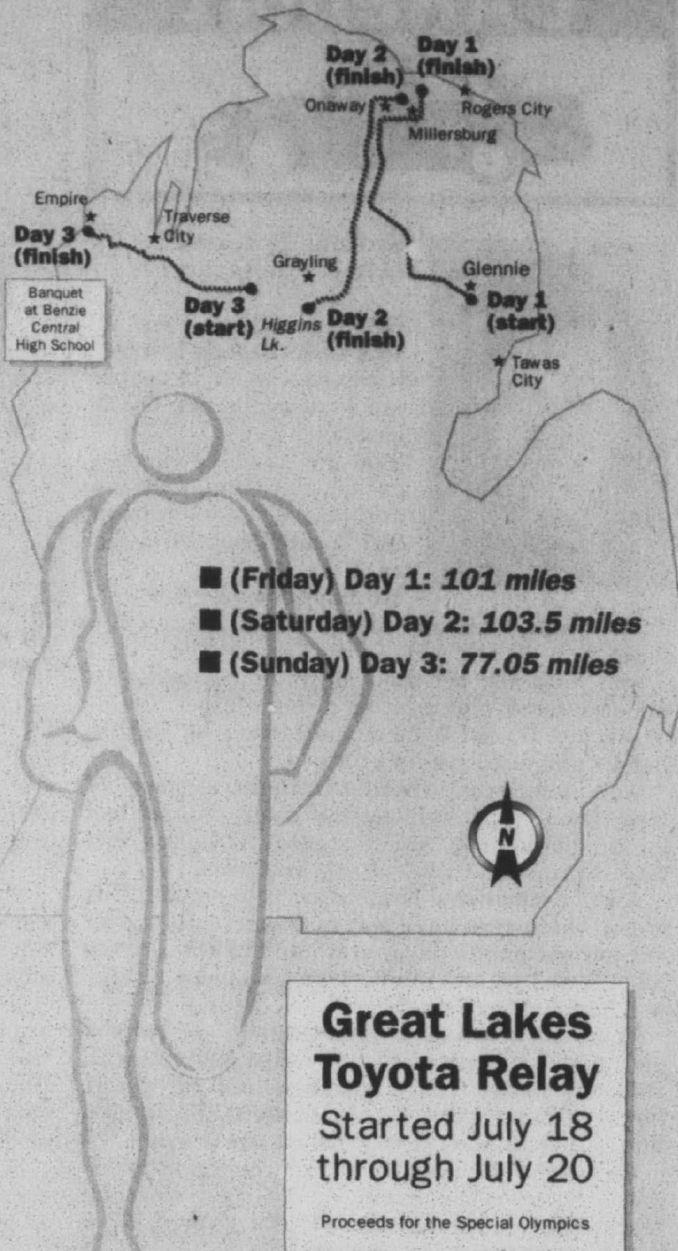 Day 2
(finish)
Day 1
(finish)
Onaway
Rogers City
Millersburg
Empire
Traverse
City
Day 3
(finish)
Grayling
Glennie
Banquet
at Benzie
Central
High School
Day 3
(start)
Higgins
Lk.
Day 2
(finish)
Day 1
(start)
Tawas
City
■ (Friday) Day 1: 101 miles
■ (Saturday) Day 2: 103.5 miles
■ (Sunday) Day 3: 77.05 miles
N
Great Lakes
Toyota Relay
Started July 18
through July 20
Proceeds for the Special Olympics